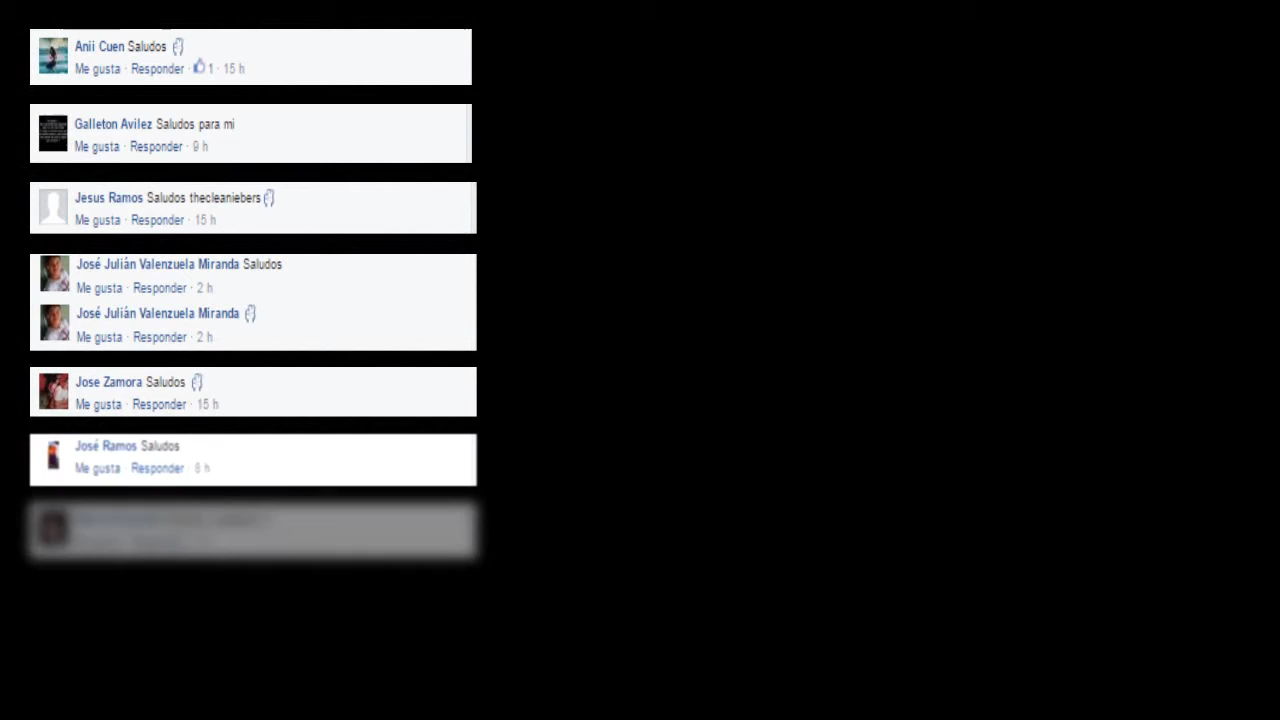 Anii Cuen Saludos
Me gusta · Responder · 1 · 15 h
Galleton Avilez Saludos para mi
Me gusta · Responder · 9 h
Jesus Ramos Saludos thecleaniebers
Me gusta · Responder · 15 h
José Julián Valenzuela Miranda Saludos
Me gusta · Responder · 2 h
José Julián Valenzuela Miranda
Me gusta · Responder · 2 h
Jose Zamora Saludos
Me gusta · Responder · 15 h
José Ramos Saludos
Me gusta · Responder · 8 h